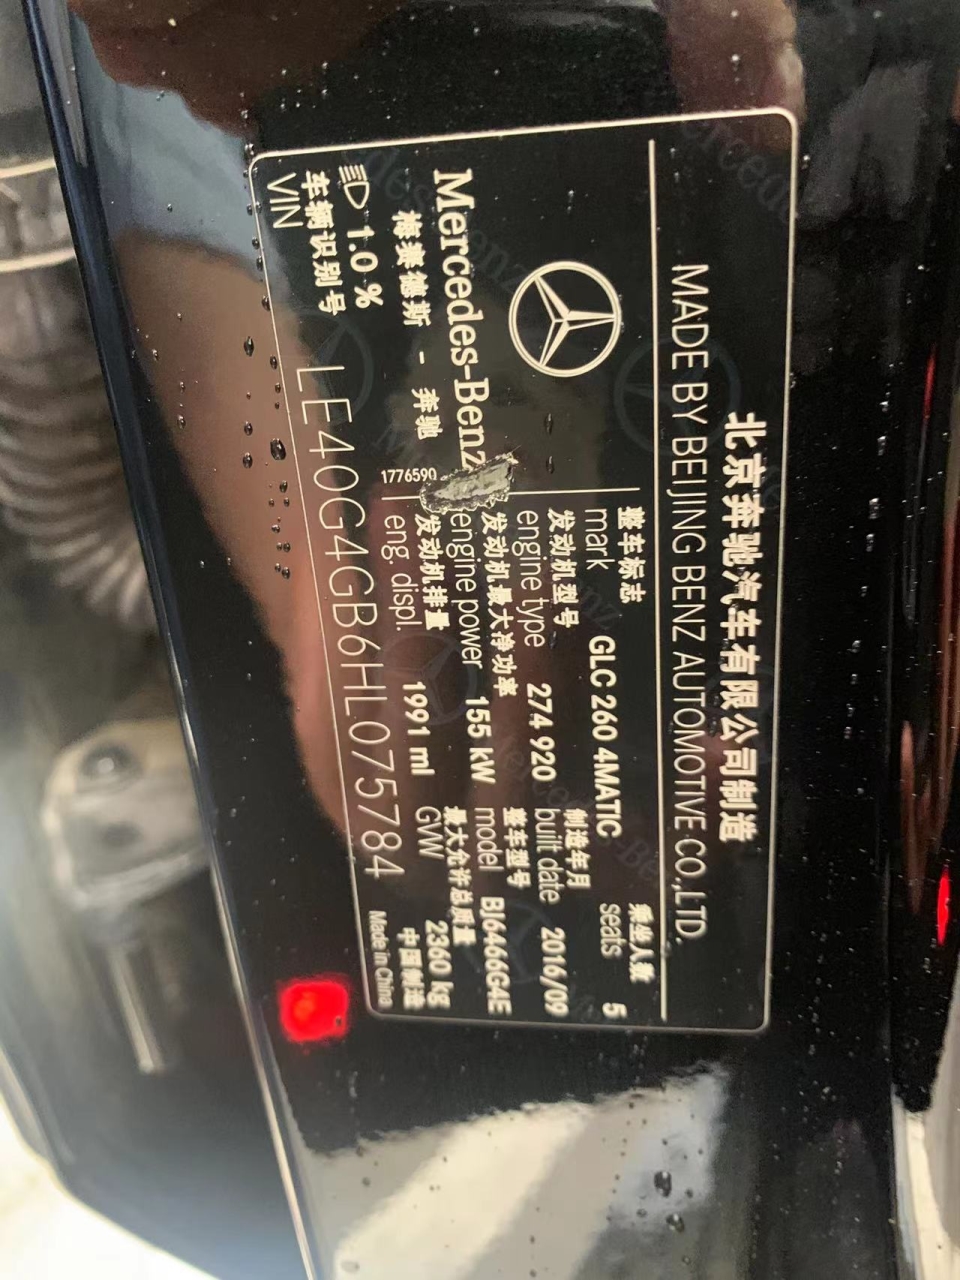 北京奔驰汽车有限公司制造
MADE BY BEIJING BENZ AUTOMOTIVE CO.,LTD.
Mercedes-Benz
梅赛德斯 - 奔驰
1.0 %
1776590
整车标志
mark GLC 260 4MATIC
乘坐人数
seats 5
发动机型号
engine type 274 920
制造年月
built date 2016/09
发动机最大净功率
engine power 155 kW
整车型号
model BJ6466G4E
发动机排量
eng. displ. 1991 ml
最大允许总质量
GVW 2360 kg
车辆识别号
VIN LE40G4GB6HL075784
中国制造
Made in China